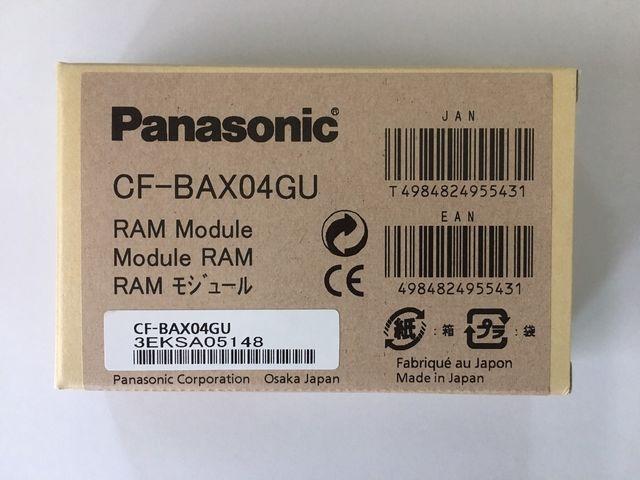 Panasonic®
CF-BAX04GU
RAM Module
Module RAM
RAM モジュール
CF-BAX04GU
3EKSA05148
Panasonic Corporation Osaka Japan
JAN
T4984824955431
EAN
4984824955431
CE
紙 : 箱 プラ : 袋
Fabriqué au Japon
Made in Japan